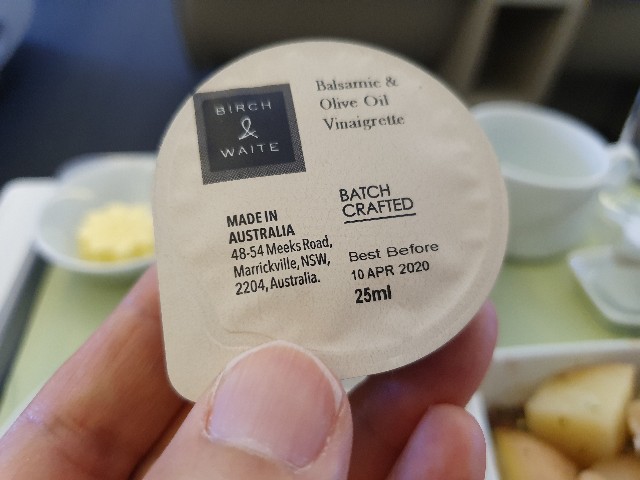 BIRCH
&
WAITE
Balsamic &
Olive Oil
Vinaigrette
MADE IN
AUSTRALIA
48-54 Meeks Road,
Marrickville, NSW,
2204, Australia.
BATCH
CRAFTED
Best Before
10 APR 2020
25ml